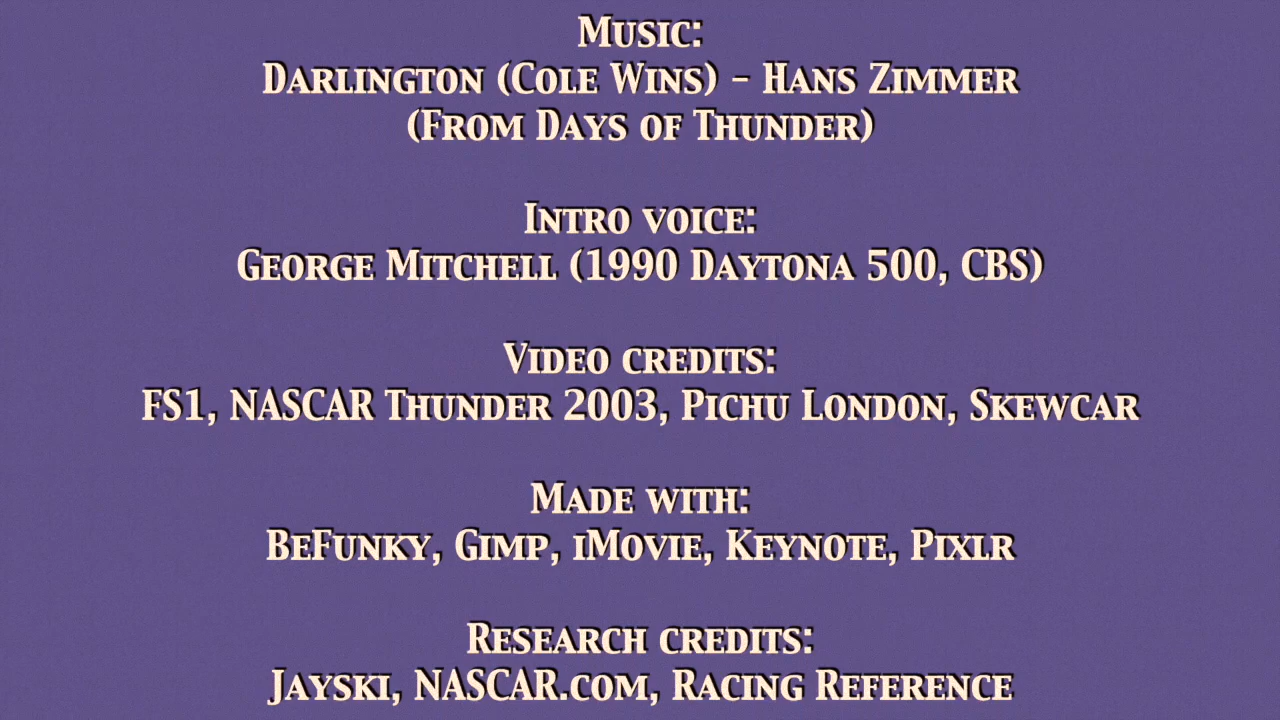 Music:
Darlington (Cole Wins) – Hans Zimmer
(From Days of Thunder)
Intro voice:
George Mitchell (1990 Daytona 500, CBS)
Video credits:
FS1, NASCAR Thunder 2003, Pichu London, Skewcar
Made with:
BeFunky, Gimp, iMovie, Keynote, Pixlr
Research credits:
Jayski, NASCAR.com, Racing Reference